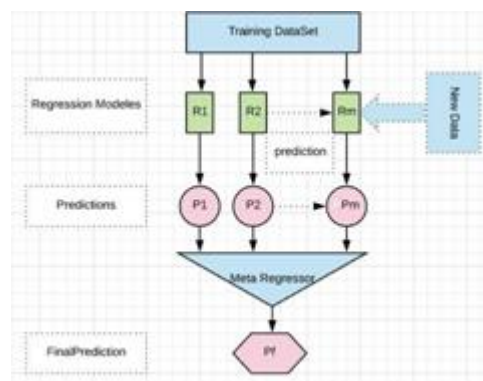 Training DataSet
Regression Modeles
R1
R2
Rm
New Data
prediction
Predictions
P1
P2
Pm
Meta Regressor
FinalPrediction
Pf